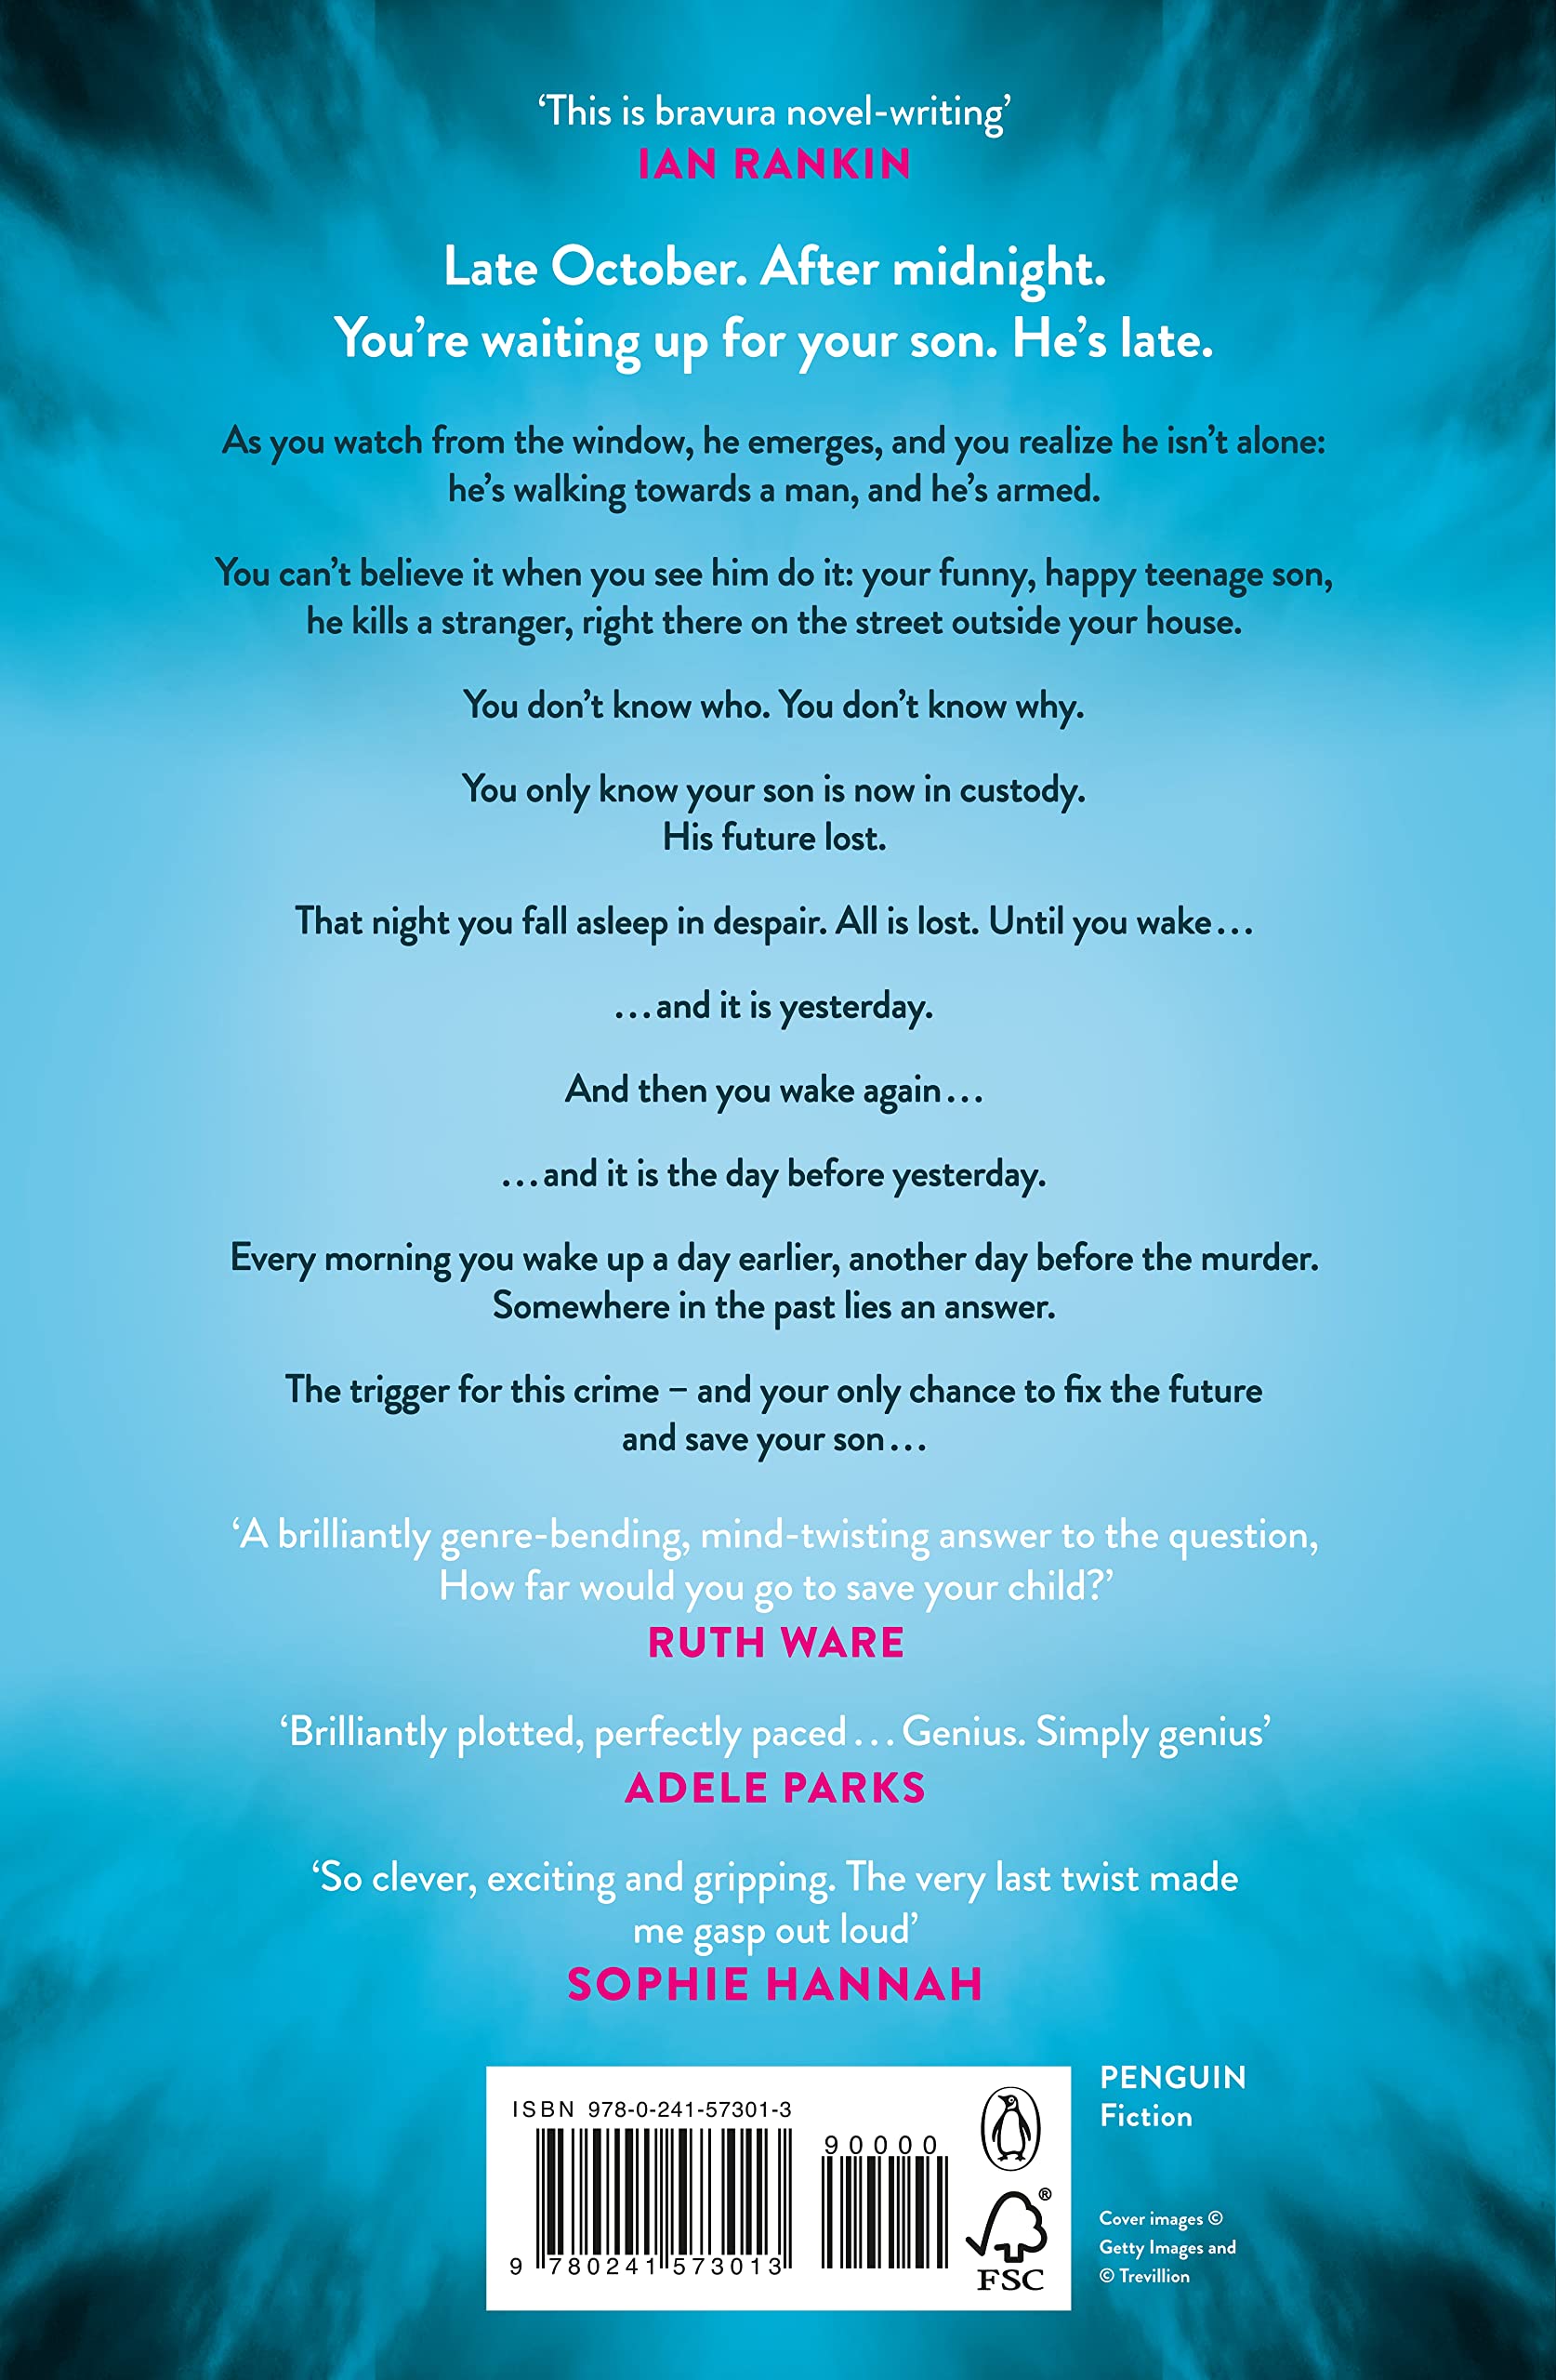 ‘This is bravura novel-writing’
IAN RANKIN
Late October. After midnight.
You’re waiting up for your son. He’s late.
As you watch from the window, he emerges, and you realize he isn’t alone:
he’s walking towards a man, and he’s armed.
You can’t believe it when you see him do it: your funny, happy teenage son,
he kills a stranger, right there on the street outside your house.
You don’t know who. You don’t know why.
You only know your son is now in custody.
His future lost.
That night you fall asleep in despair. All is lost. Until you wake…
…and it is yesterday.
And then you wake again…
…and it is the day before yesterday.
Every morning you wake up a day earlier, another day before the murder.
Somewhere in the past lies an answer.
The trigger for this crime – and your only chance to fix the future
and save your son…
‘A brilliantly genre-bending, mind-twisting answer to the question,
How far would you go to save your child?’
RUTH WARE
‘Brilliantly plotted, perfectly paced… Genius. Simply genius’
ADELE PARKS
‘So clever, exciting and gripping. The very last twist made
me gasp out loud’
SOPHIE HANNAH
ISBN 978-0-241-57301-3
90000
9 780241 573013
®
FSC
PENGUIN
Fiction
Cover images ©
Getty Images and
© Trevillion